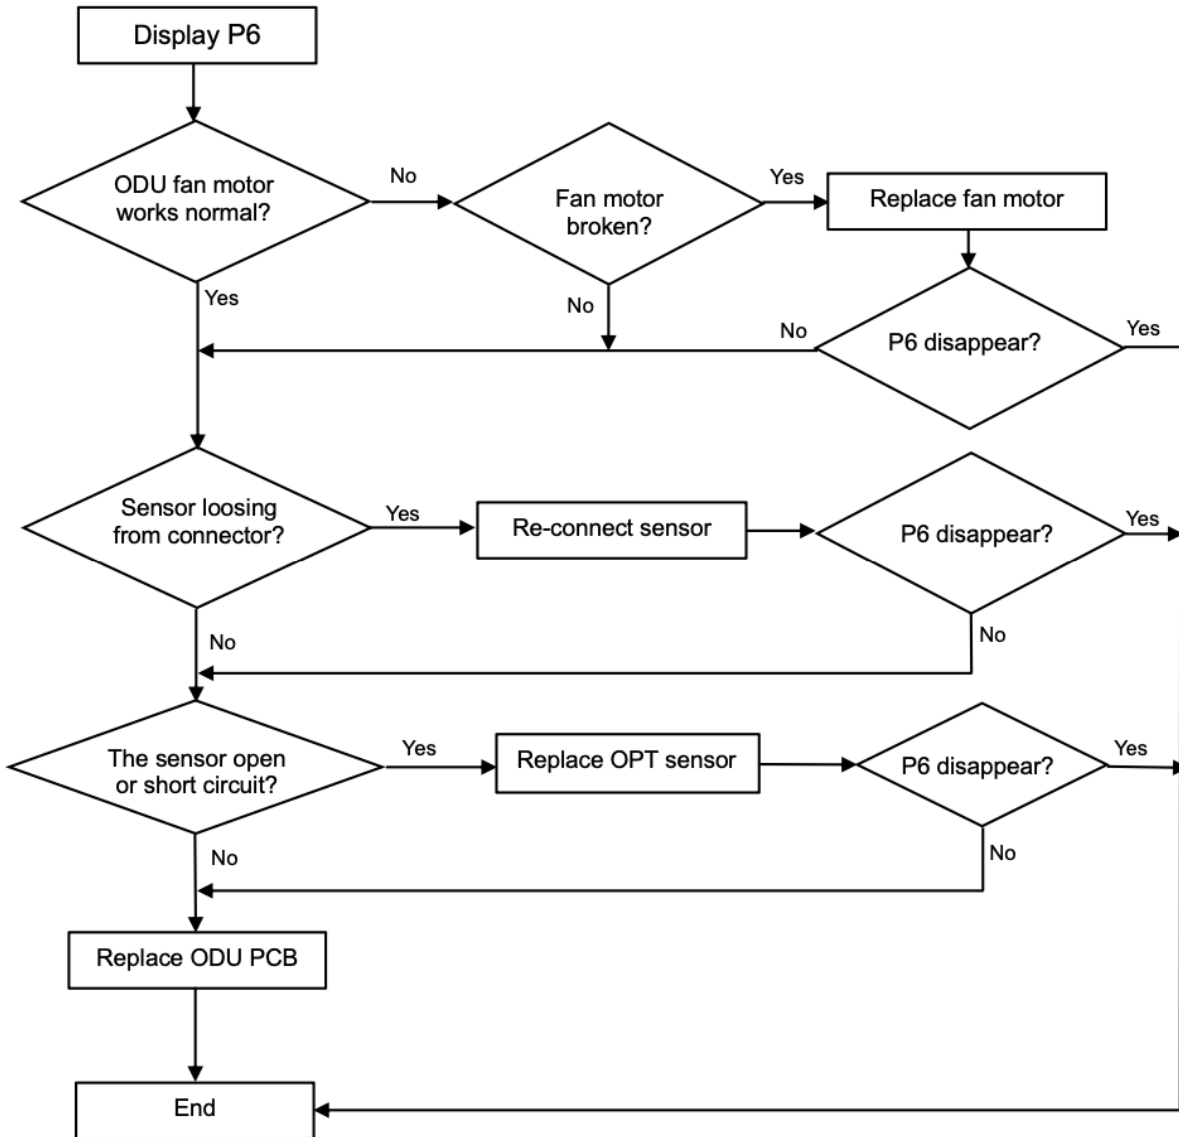 Display P6
ODU fan motor
works normal?
No
Fan motor
broken?
Yes
Replace fan motor
Yes
No
No
P6 disappear?
Yes
Sensor loosing
from connector?
Yes
Re-connect sensor
P6 disappear?
Yes
No
No
The sensor open
or short circuit?
Yes
Replace OPT sensor
P6 disappear?
Yes
No
No
Replace ODU PCB
End